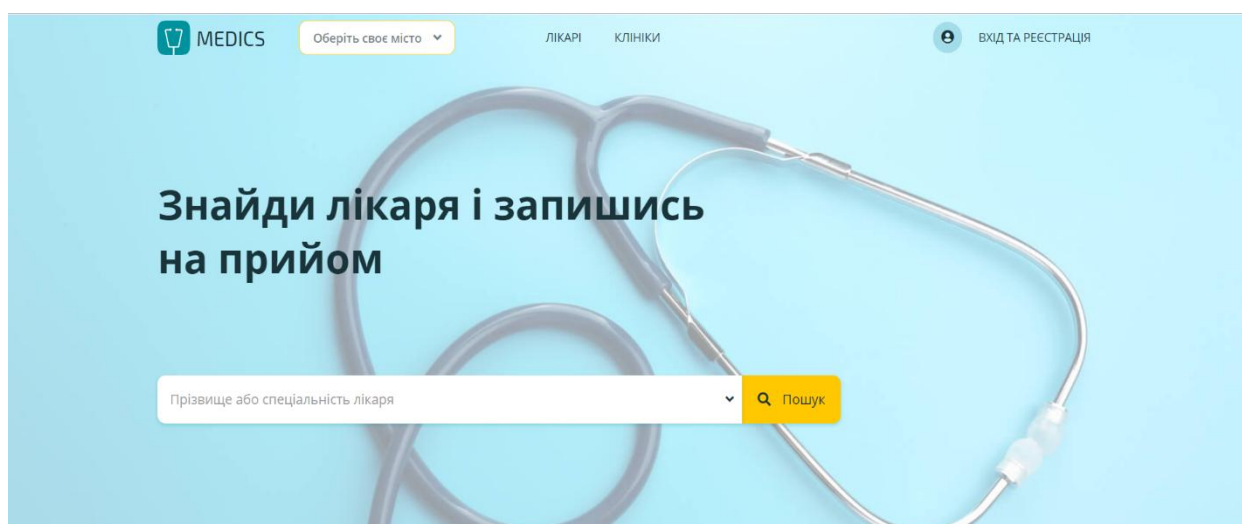 MEDICS
Оберіть своє місто
ЛІКАРІ
КЛІНІКИ
ВХІД ТА РЕЄСТРАЦІЯ
Знайди лікаря і запишись
на прийом
Прізвище або спеціальність лікаря
Пошук